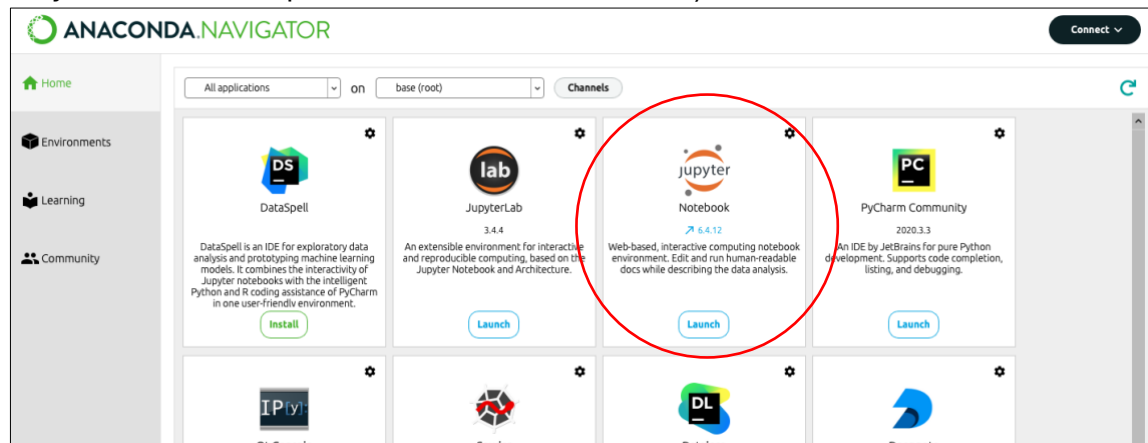 ANACONDA.NAVIGATOR
Connect
Home
All applications
on
base (root)
Channels
Environments
Learning
Community
DS
DataSpell
DataSpell is an IDE for exploratory data
analysis and prototyping machine learning
models. It combines the interactivity of
Jupyter notebooks with the intelligent
Python and R coding assistance of PyCharm
in one user-friendly environment.
Install
lab
JupyterLab
3.4.4
An extensible environment for interactive
and reproducible computing, based on the
Jupyter Notebook and Architecture.
Launch
jupyter
Notebook
6.4.12
Web-based, interactive computing notebook
environment. Edit and run human-readable
docs while describing the data analysis.
Launch
PC
PyCharm Community
2020.3.3
An IDE by JetBrains for pure Python
development. Supports code completion,
listing, and debugging.
Launch
IP[y]:
DL